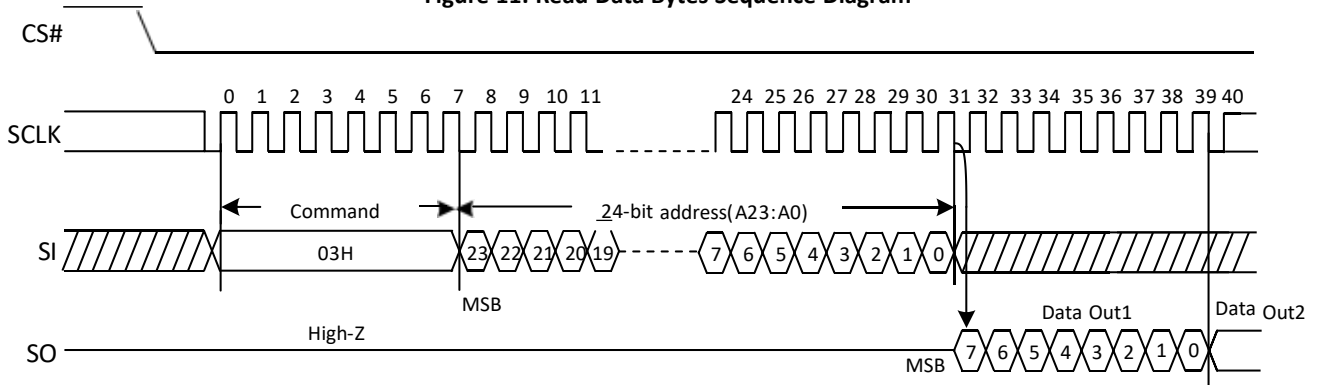 Figure 11. Read Data Bytes Sequence Diagram
CS#
0 1 2 3 4 5 6 7 8 9 10 11 24 25 26 27 28 29 30 31 32 33 34 35 36 37 38 39 40
SCLK
Command 24-bit address(A23:A0)
SI 03H 23 22 21 20 19 7 6 5 4 3 2 1 0
MSB Data Out1 Data Out2
High-Z
SO MSB 7 6 5 4 3 2 1 0